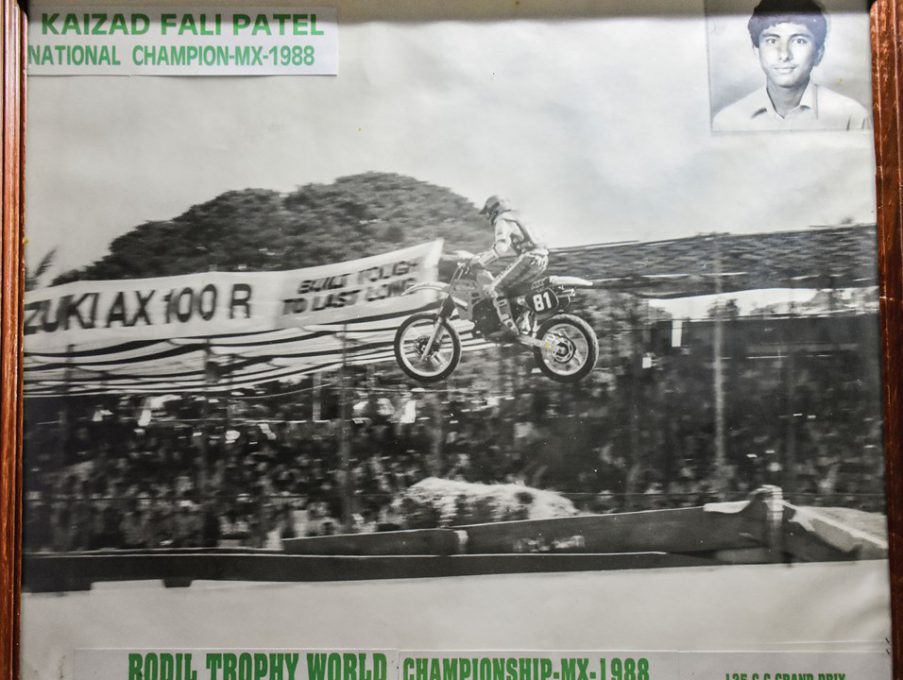 KAIZAD FALI PATEL
NATIONAL CHAMPION-MX-1988
ZUKI AX 100 R
BUILT TOUGH
TO LAST LONG
81
RODIL TROPHY WORLD CHAMPIONSHIP-MX-1988
125 C C GRAND PRIX